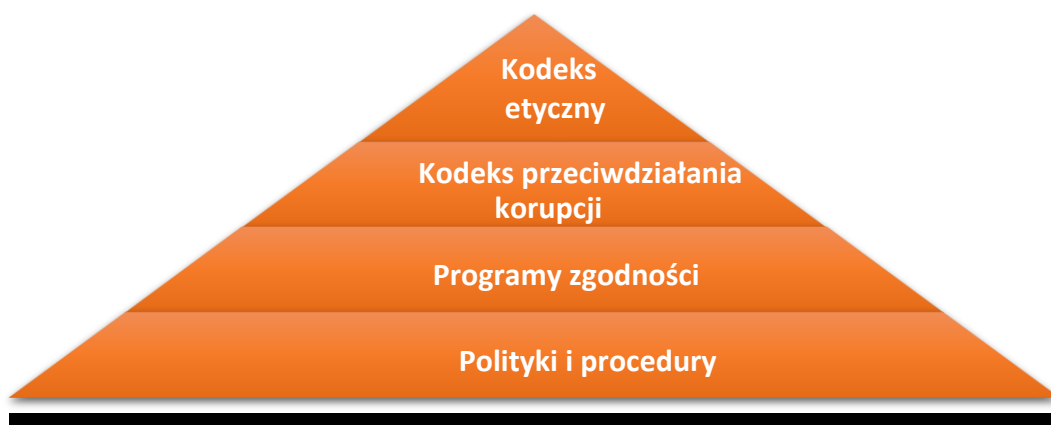 Kodeks
etyczny
Kodeks przeciwdziałania
korupcji
Programy zgodności
Polityki i procedury